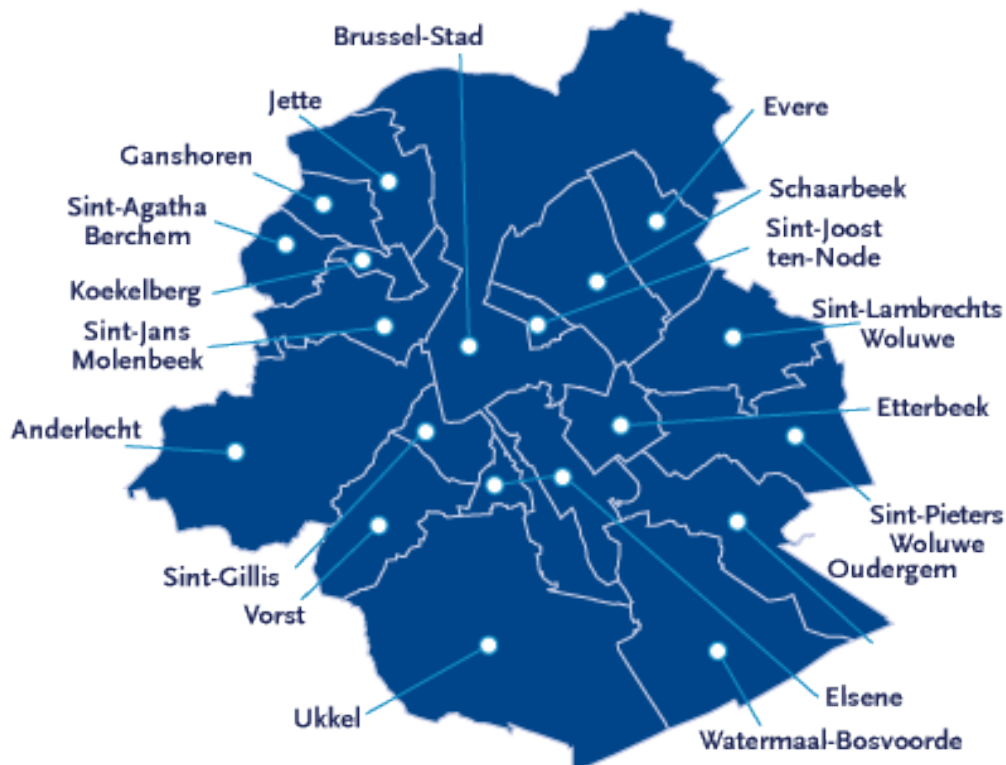 Brussel-Stad
Jette
Evere
Ganshoren
Schaarbeek
Sint-Agatha
Berchem
Sint-Joost
ten-Node
Koekelberg
Sint-Jans
Molenbeek
Sint-Lambrechts
Woluwe
Etterbeek
Anderlecht
Sint-Pieters
Woluwe
Oudergem
Sint-Gillis
Vorst
Elsene
Ukkel
Watermaal-Bosvoorde